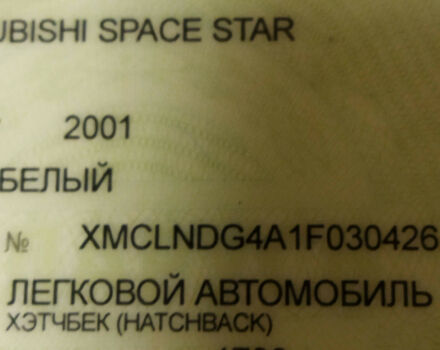 UBISHI SPACE STAR
2001
БЕЛЫЙ
№ XMCLNDG4A1F030426
ЛЕГКОВОЙ АВТОМОБИЛЬ
ХЭТЧБЕК (HATCHBACK)